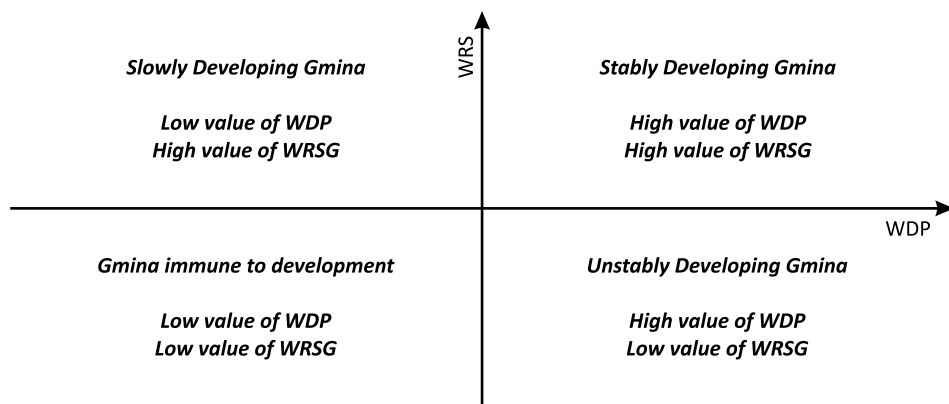 WRS
Slowly Developing Gmina
Low value of WDP
High value of WRSG
Stably Developing Gmina
High value of WDP
High value of WRSG
WDP
Gmina immune to development
Low value of WDP
Low value of WRSG
Unstably Developing Gmina
High value of WDP
Low value of WRSG